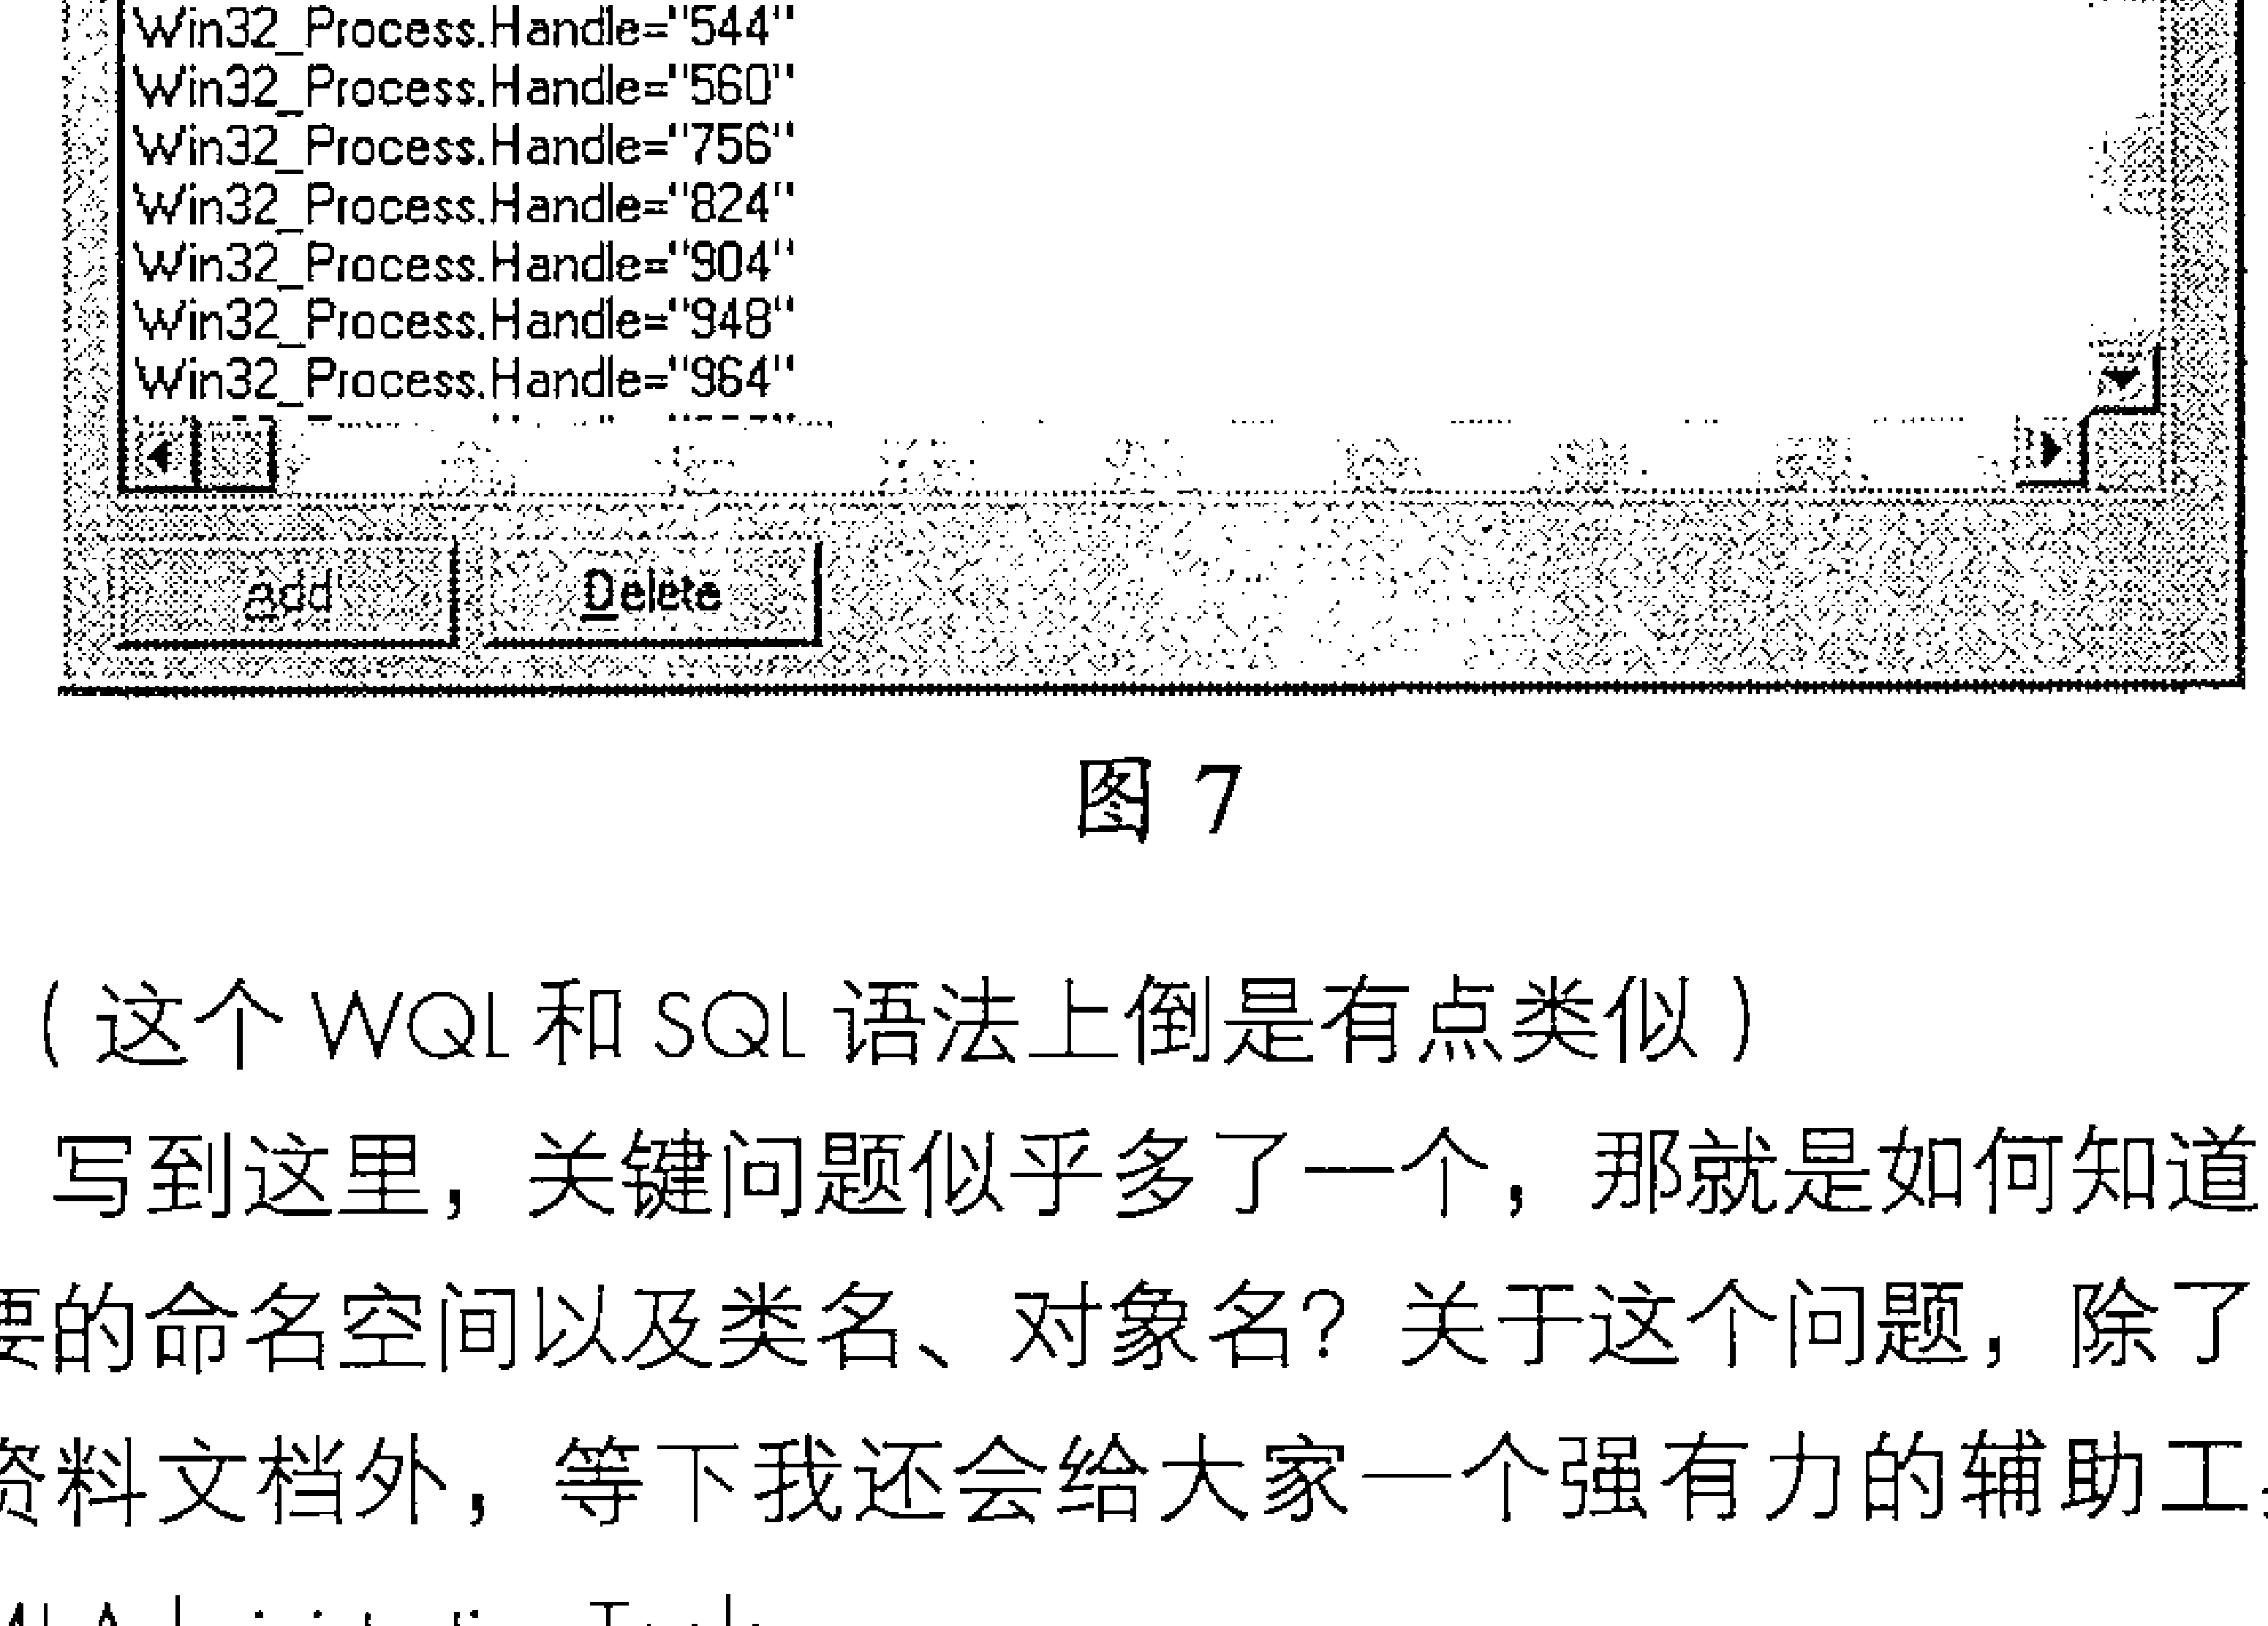 Win32_Process.Handle="544"
Win32_Process.Handle="560"
Win32_Process.Handle="756"
Win32_Process.Handle="824"
Win32_Process.Handle="904"
Win32_Process.Handle="948"
Win32_Process.Handle="964"
add Delete
图 7
(这个 WQL 和 SQL 语法上倒是有点类似)
写到这里，关键问题似乎多了一个，那就是如何知道
要的命名空间以及类名、对象名？关于这个问题，除了
资料文档外，等下我还会给大家一个强有力的辅助工